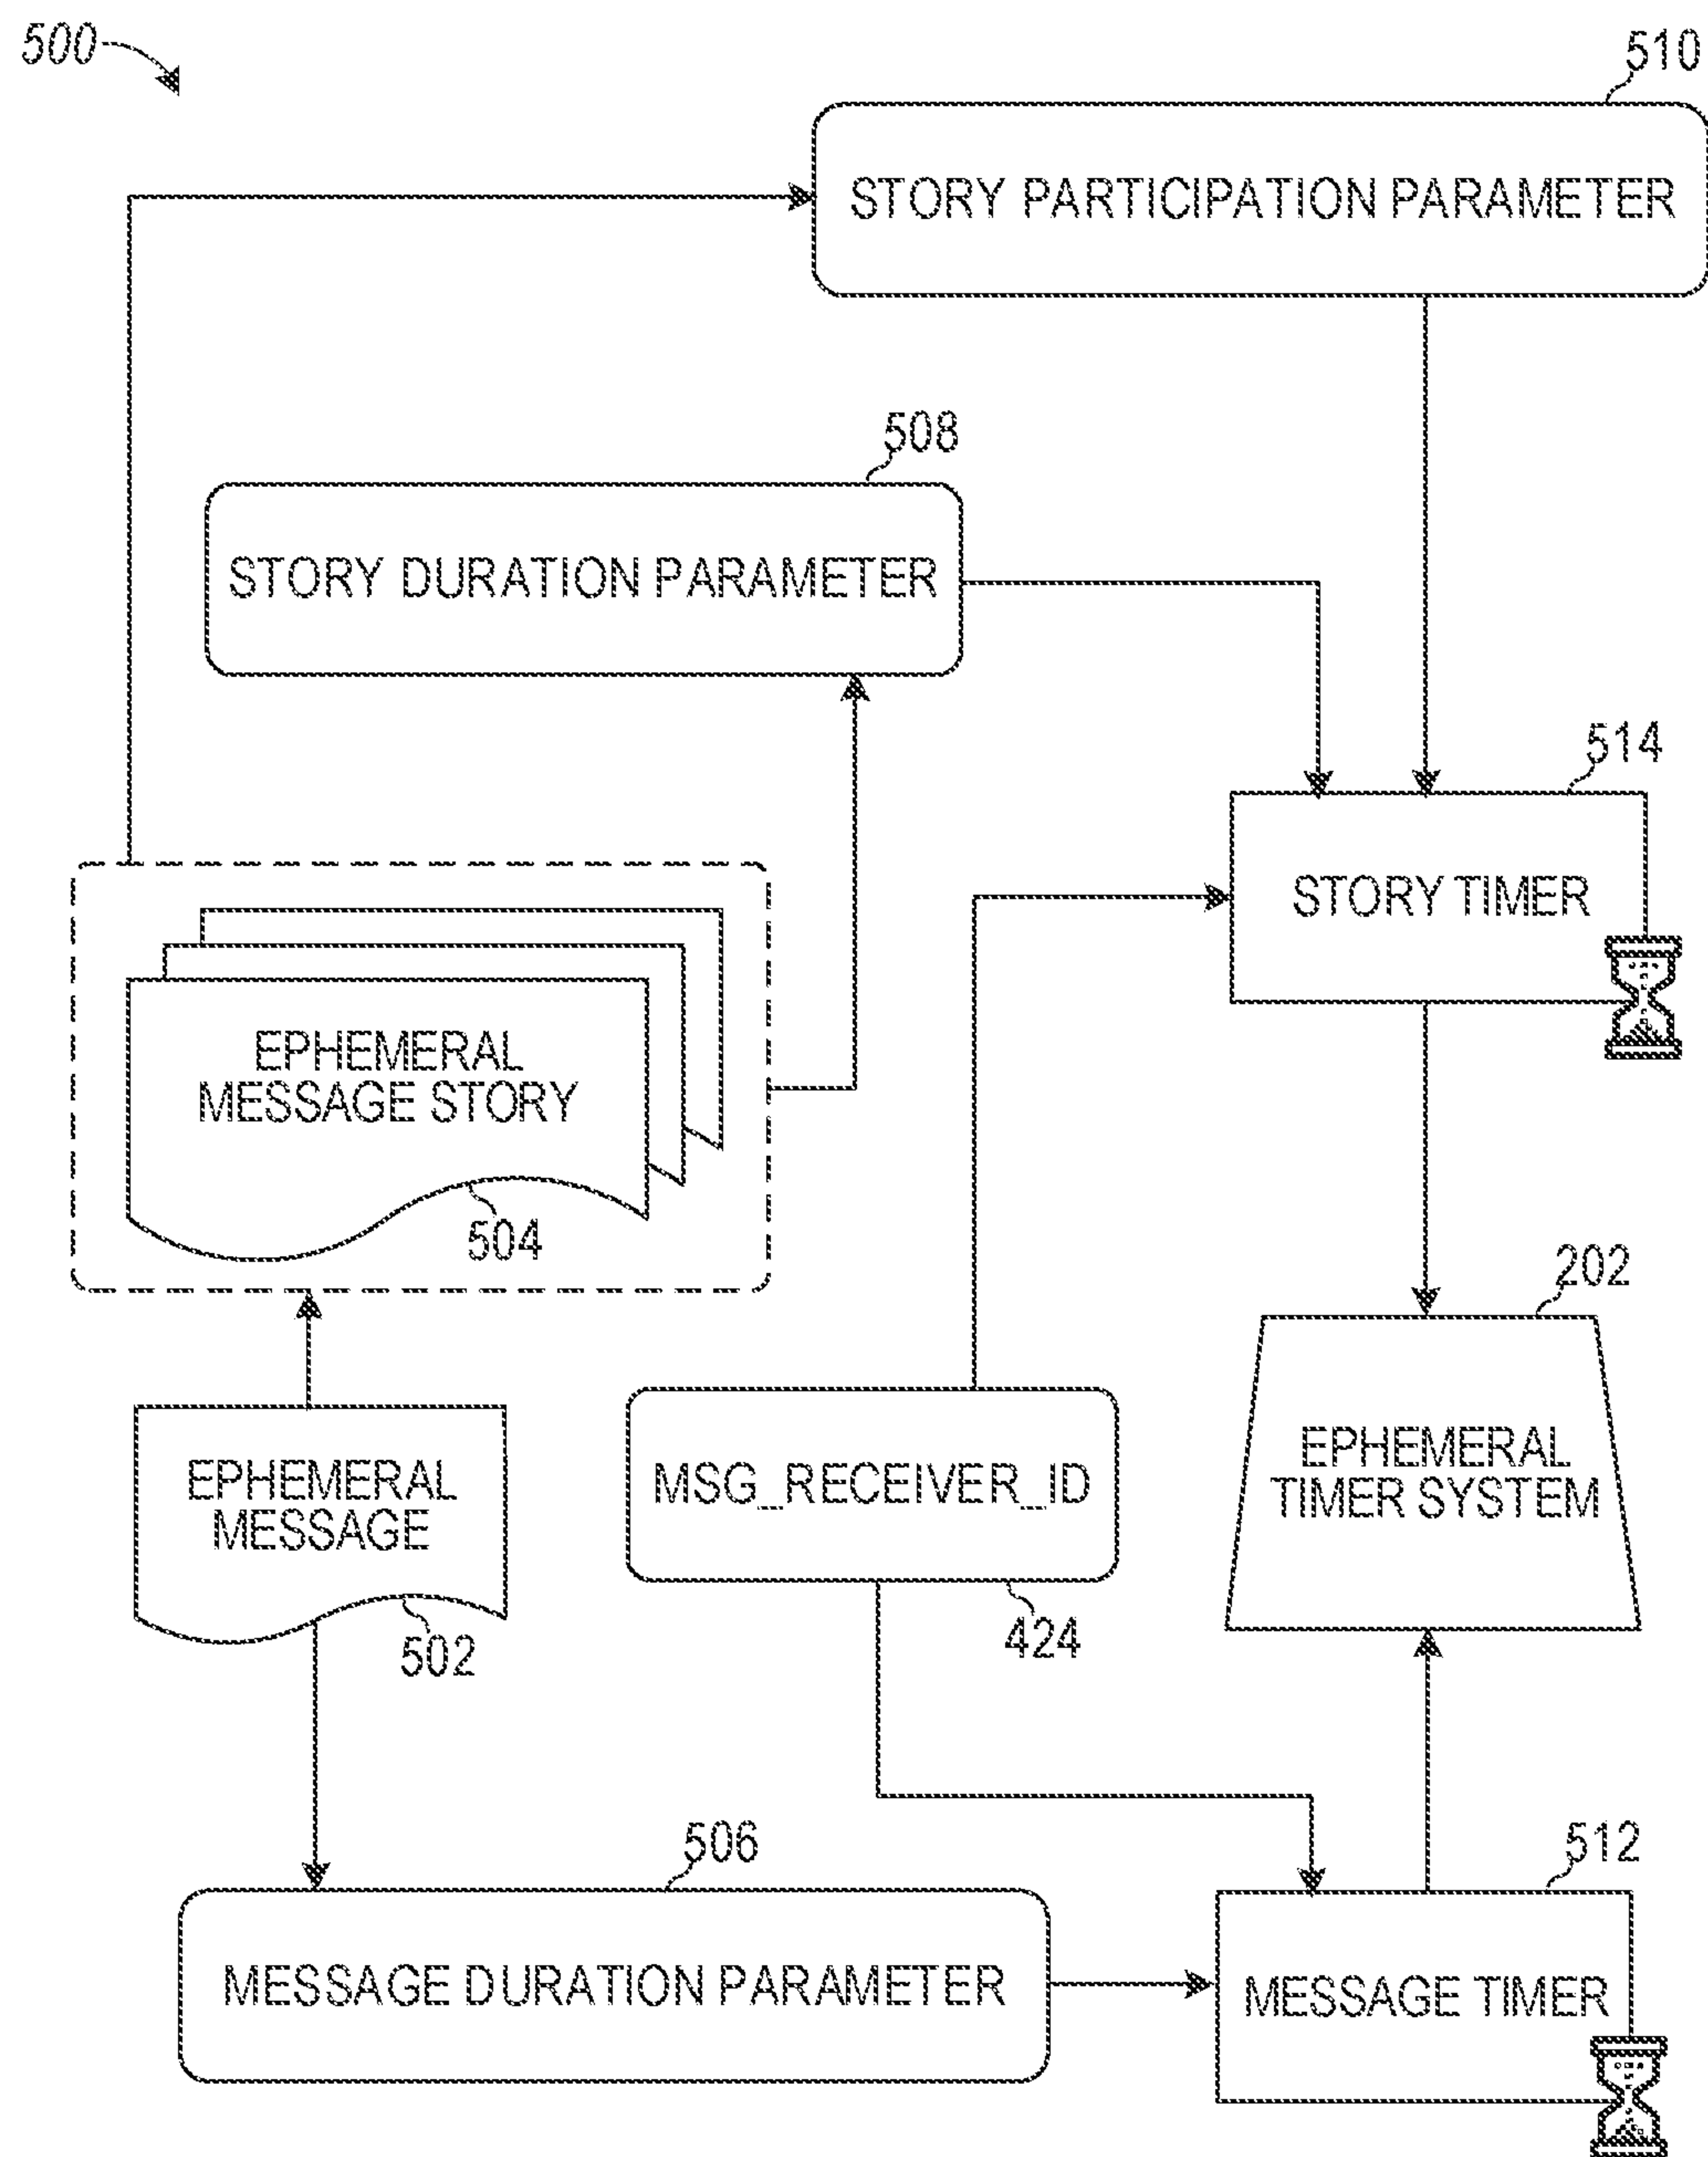 500
510
STORY PARTICIPATION PARAMETER
508
STORY DURATION PARAMETER
514
STORY TIMER
EPHEMERAL
MESSAGE STORY
504
202
EPHEMERAL
TIMER SYSTEM
EPHEMERAL
MESSAGE
502
MSG_RECEIVER_ID
424
506
MESSAGE DURATION PARAMETER
512
MESSAGE TIMER